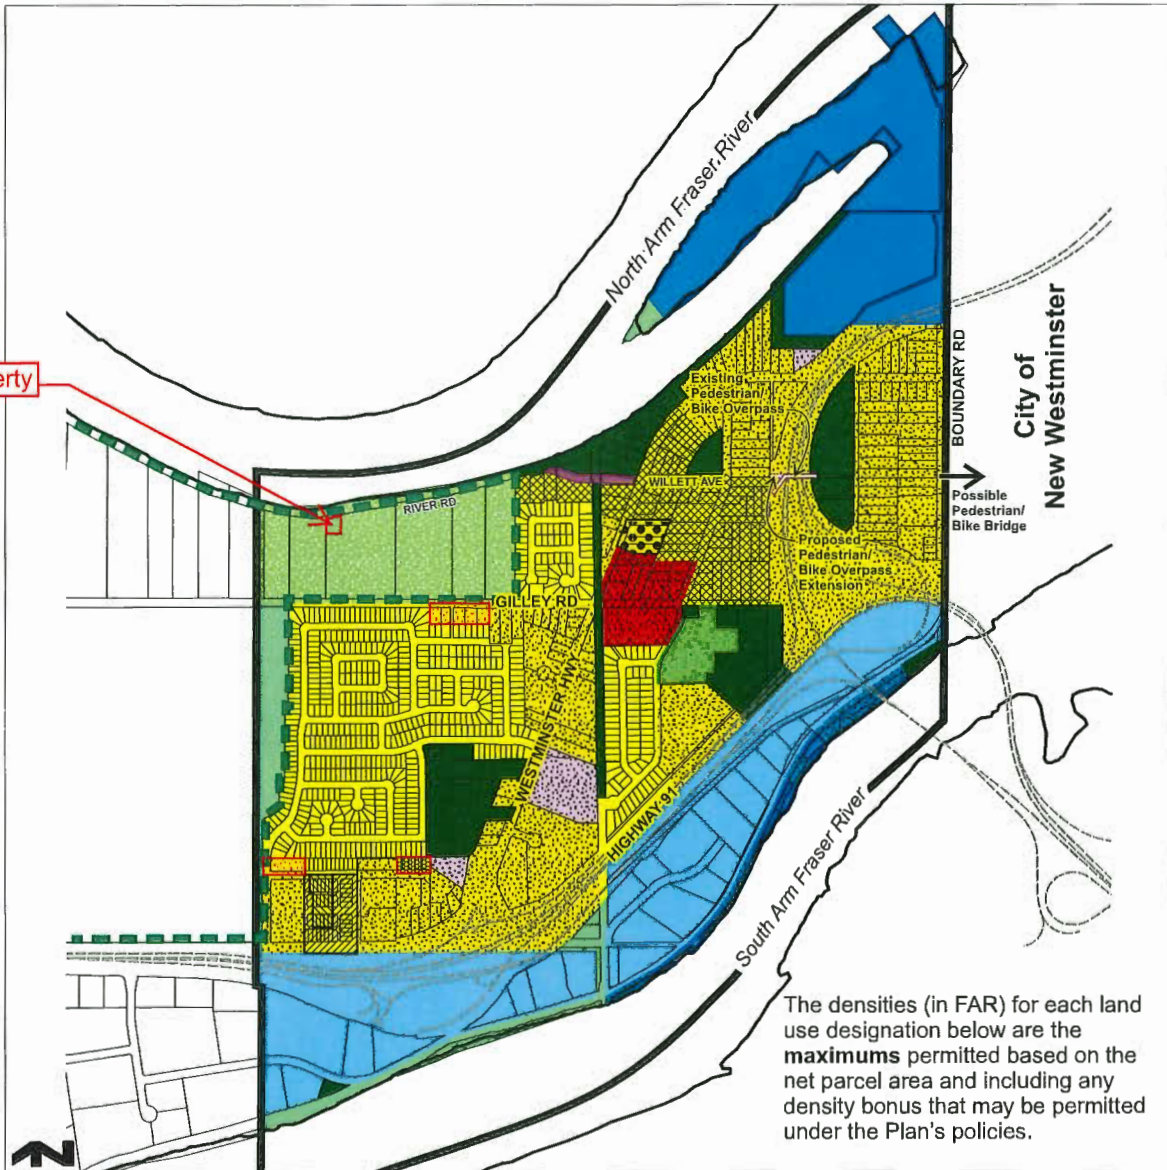 North Arm Fraser River
erty
Existing
Pedestrian/
Bike Overpass
BOUNDARY RD
City of
New Westminster
WILLETT AVE
Possible
Pedestrian/
Bike Bridge
RIVER RD
Proposed
Pedestrian/
Bike Overpass
Extension
GILLEY RD
WESTMINSTER HWY
HIGHWAY 91
South Arm Fraser River
The densities (in FAR) for each land
use designation below are the
maximums permitted based on the
net parcel area and including any
density bonus that may be permitted
under the Plan's policies.
N